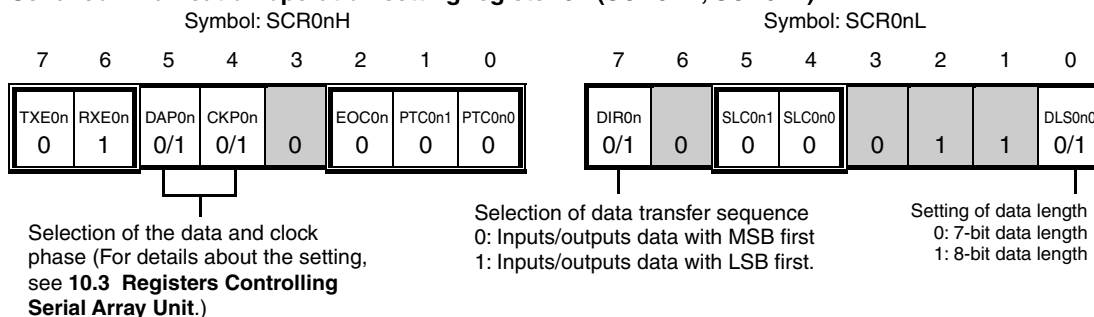 Symbol: SCR0nH
Symbol: SCR0nL
7 6 5 4 3 2 1 0
7 6 5 4 3 2 1 0
TXE0n RXE0n DAP0n CKP0n EOC0n PTC0n1 PTC0n0
0 1 0/1 0/1 0 0 0 0
DIR0n SLC0n1 SLC0n0 DLS0n0
0/1 0 0 0 0 1 1 0/1
Selection of the data and clock
phase (For details about the setting,
see 10.3 Registers Controlling
Serial Array Unit.)
Selection of data transfer sequence
0: Inputs/outputs data with MSB first
1: Inputs/outputs data with LSB first.
Setting of data length
0: 7-bit data length
1: 8-bit data length